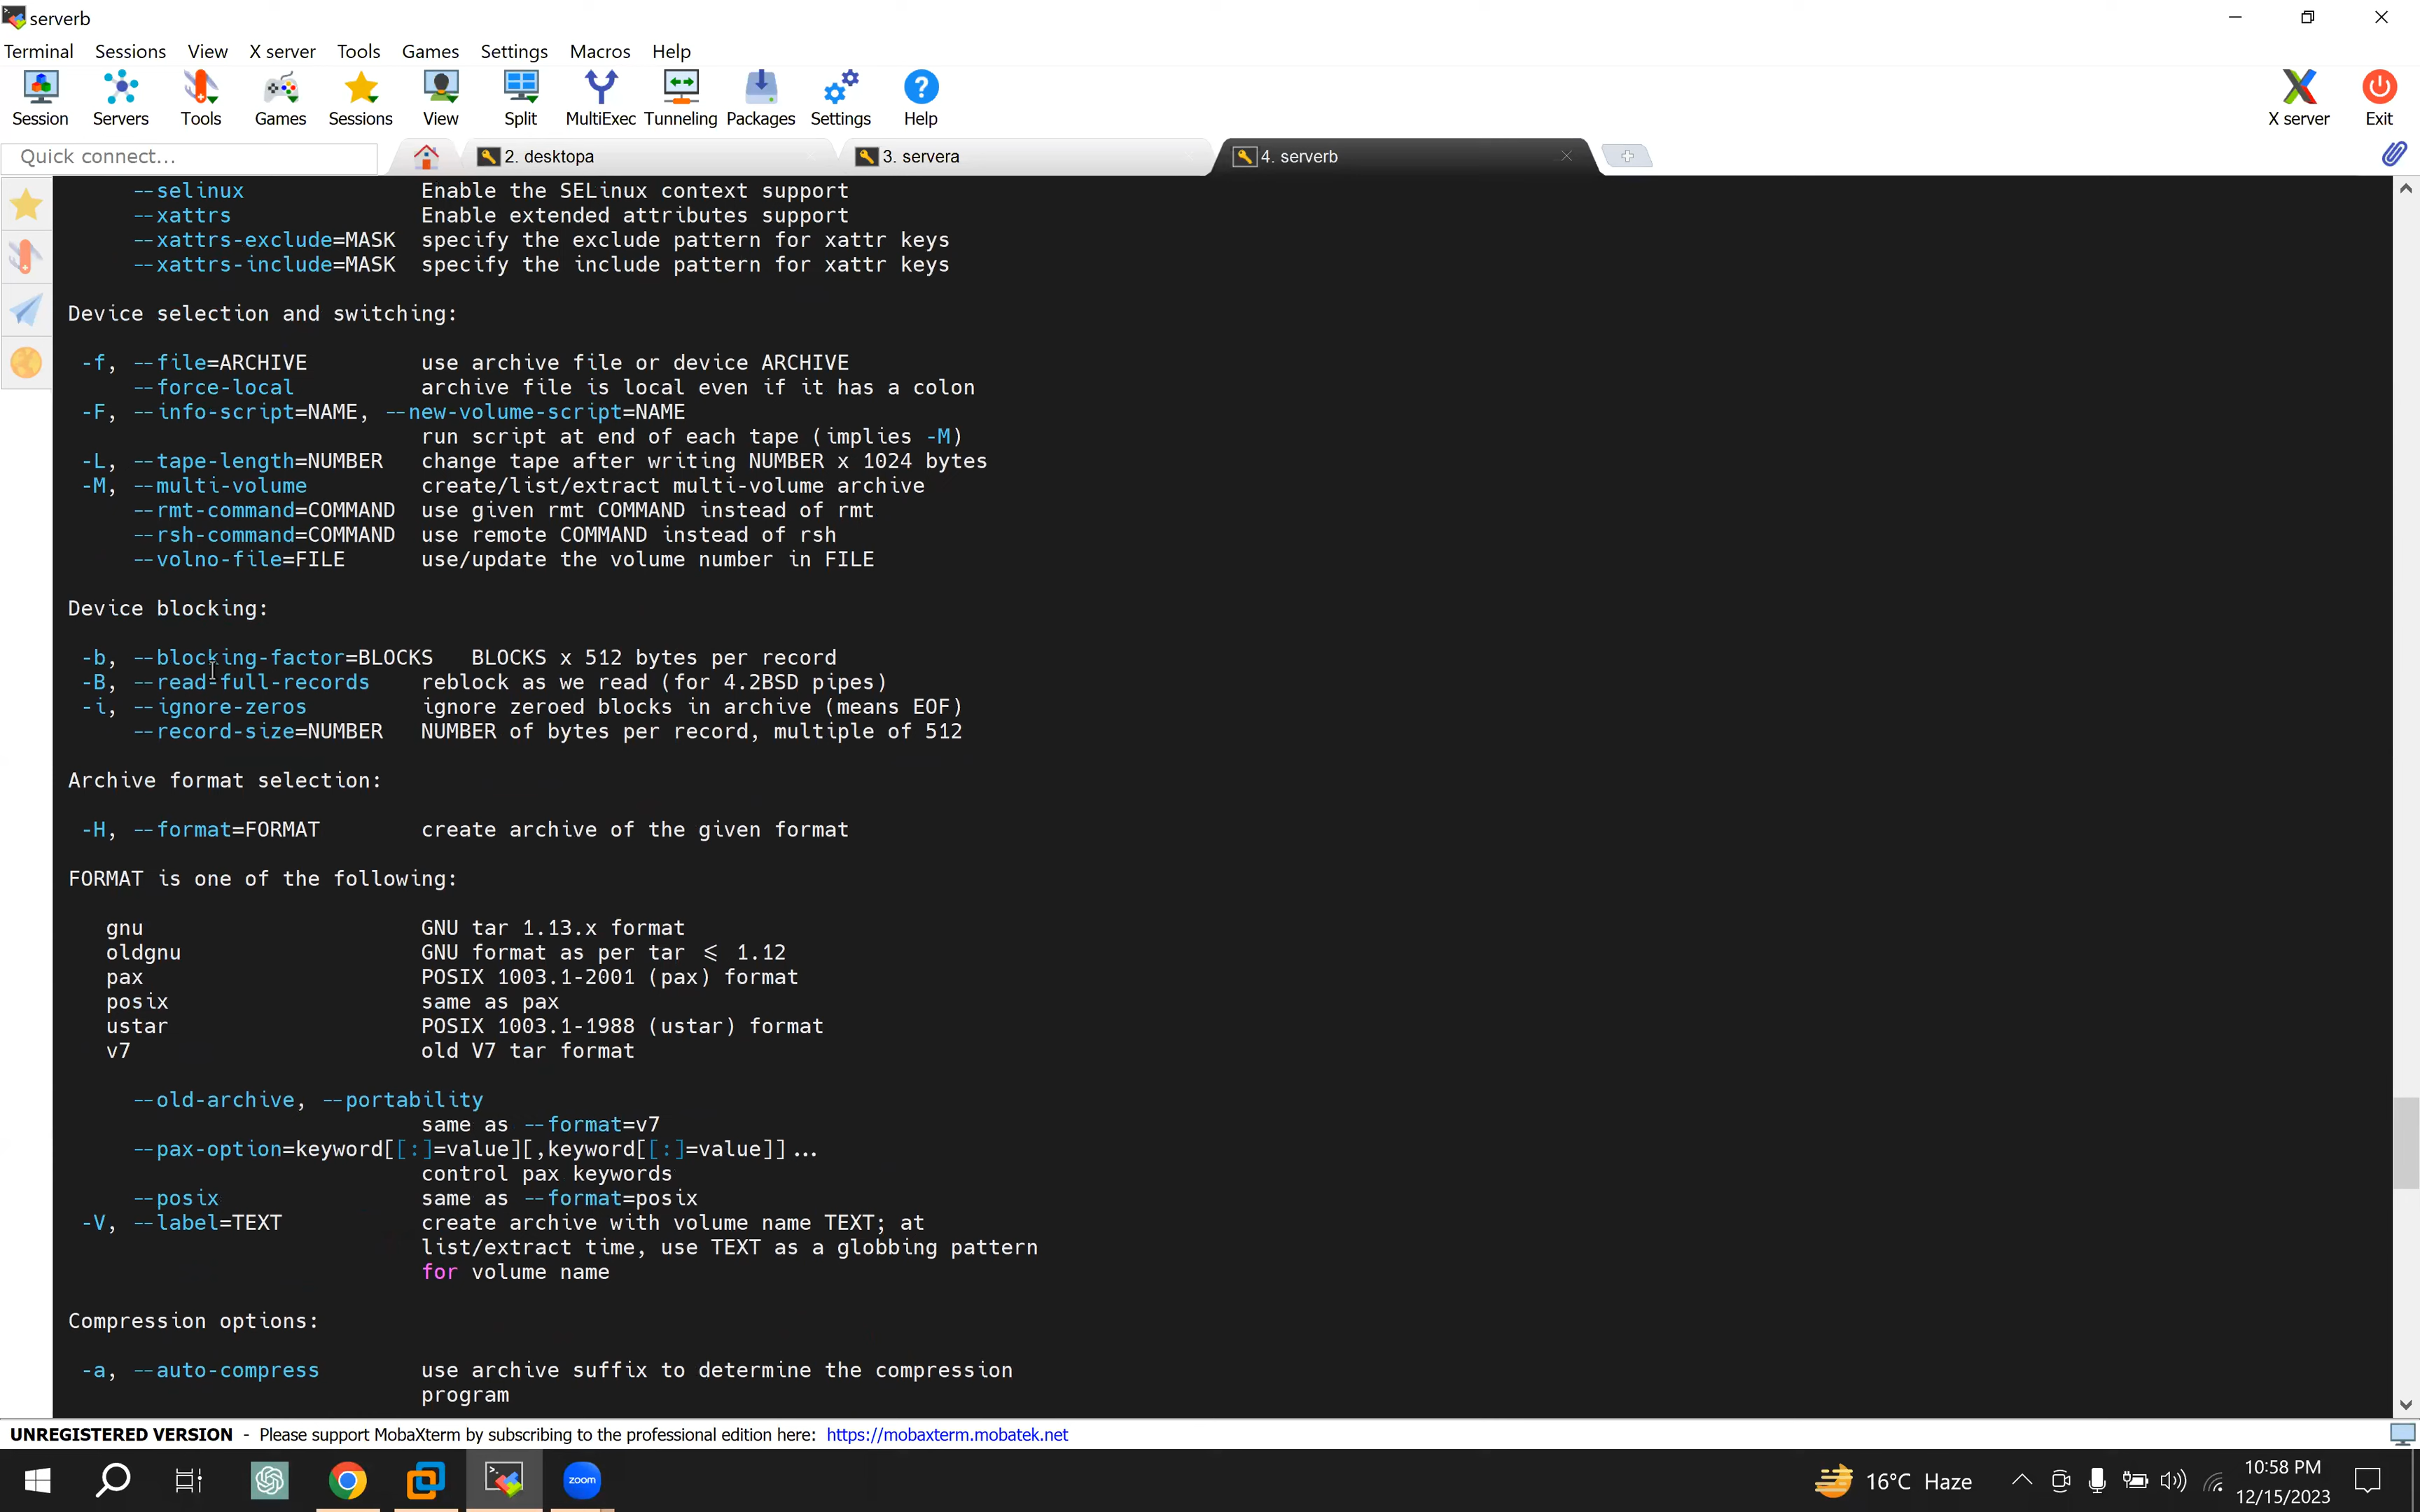 serverb
Terminal Sessions View X server Tools Games Settings Macros Help
Session Servers Tools Games Sessions View Split MultiExec Tunneling Packages Settings Help X server Exit
Quick connect... 2. desktopa 3. servera 4. serverb
--selinux Enable the SELinux context support
--xattrs Enable extended attributes support
--xattrs-exclude=MASK specify the exclude pattern for xattr keys
--xattrs-include=MASK specify the include pattern for xattr keys
Device selection and switching:
-f, --file=ARCHIVE use archive file or device ARCHIVE
--force-local archive file is local even if it has a colon
-F, --info-script=NAME, --new-volume-script=NAME
run script at end of each tape (implies -M)
-L, --tape-length=NUMBER change tape after writing NUMBER x 1024 bytes
-M, --multi-volume create/list/extract multi-volume archive
--rmt-command=COMMAND use given rmt COMMAND instead of rmt
--rsh-command=COMMAND use remote COMMAND instead of rsh
--volno-file=FILE use/update the volume number in FILE
Device blocking:
-b, --blocking-factor=BLOCKS BLOCKS x 512 bytes per record
-B, --read-full-records reblock as we read (for 4.2BSD pipes)
-i, --ignore-zeros ignore zeroed blocks in archive (means EOF)
--record-size=NUMBER NUMBER of bytes per record, multiple of 512
Archive format selection:
-H, --format=FORMAT create archive of the given format
FORMAT is one of the following:
gnu GNU tar 1.13.x format
oldgnu GNU format as per tar <= 1.12
pax POSIX 1003.1-2001 (pax) format
posix same as pax
ustar POSIX 1003.1-1988 (ustar) format
v7 old V7 tar format
--old-archive, --portability
same as --format=v7
--pax-option=keyword[[:]=value][,keyword[[:]=value]]...
control pax keywords
--posix same as --format=posix
-V, --label=TEXT create archive with volume name TEXT; at
list/extract time, use TEXT as a globbing pattern
for volume name
Compression options:
-a, --auto-compress use archive suffix to determine the compression
program
UNREGISTERED VERSION - Please support MobaXterm by subscribing to the professional edition here: https://mobaxterm.mobatek.net
zoom 16°C Haze 10:58 PM
12/15/2023